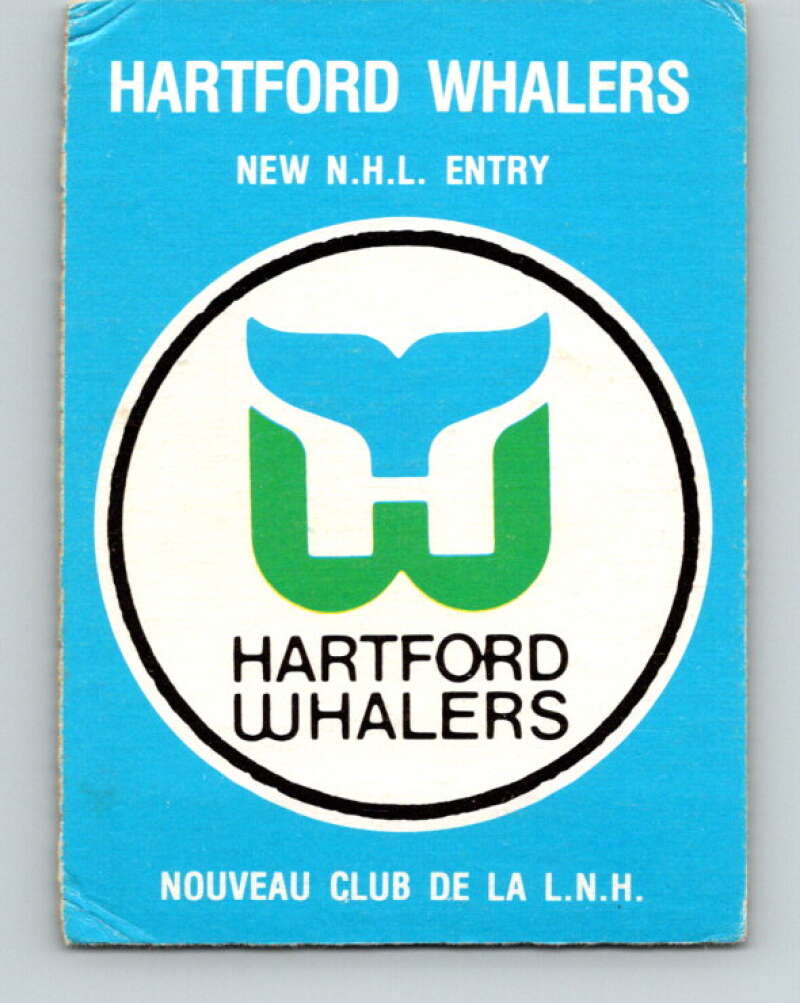 HARTFORD WHALERS
NEW N.H.L. ENTRY
HARTFORD
WHALERS
NOUVEAU CLUB DE LA L.N.H.